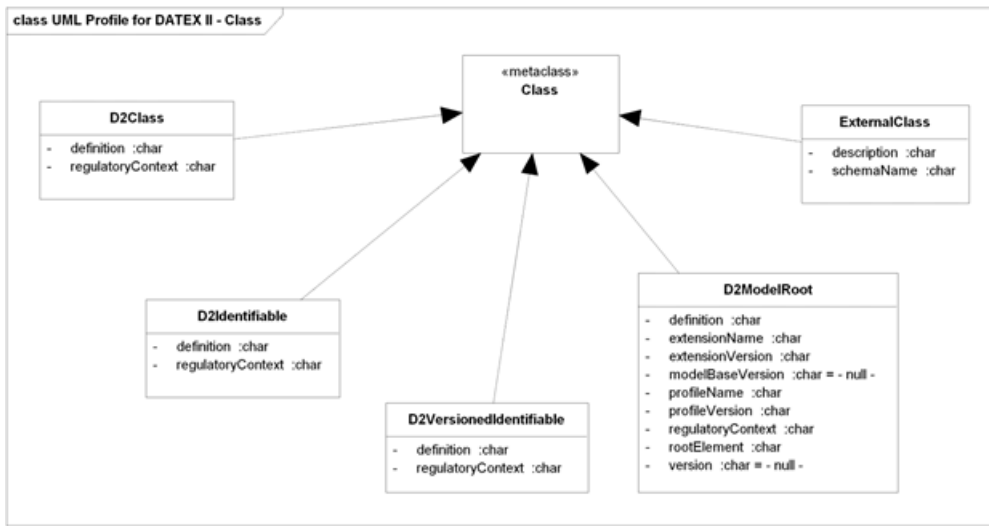 class UML Profile for DATEX II - Class
«metaclass»
Class
D2Class
- definition :char
- regulatoryContext :char
ExternalClass
- description :char
- schemaName :char
D2Identifiable
- definition :char
- regulatoryContext :char
D2VersionedIdentifiable
- definition :char
- regulatoryContext :char
D2ModelRoot
- definition :char
- extensionName :char
- extensionVersion :char
- modelBaseVersion :char = - null -
- profileName :char
- profileVersion :char
- regulatoryContext :char
- rootElement :char
- version :char = - null -